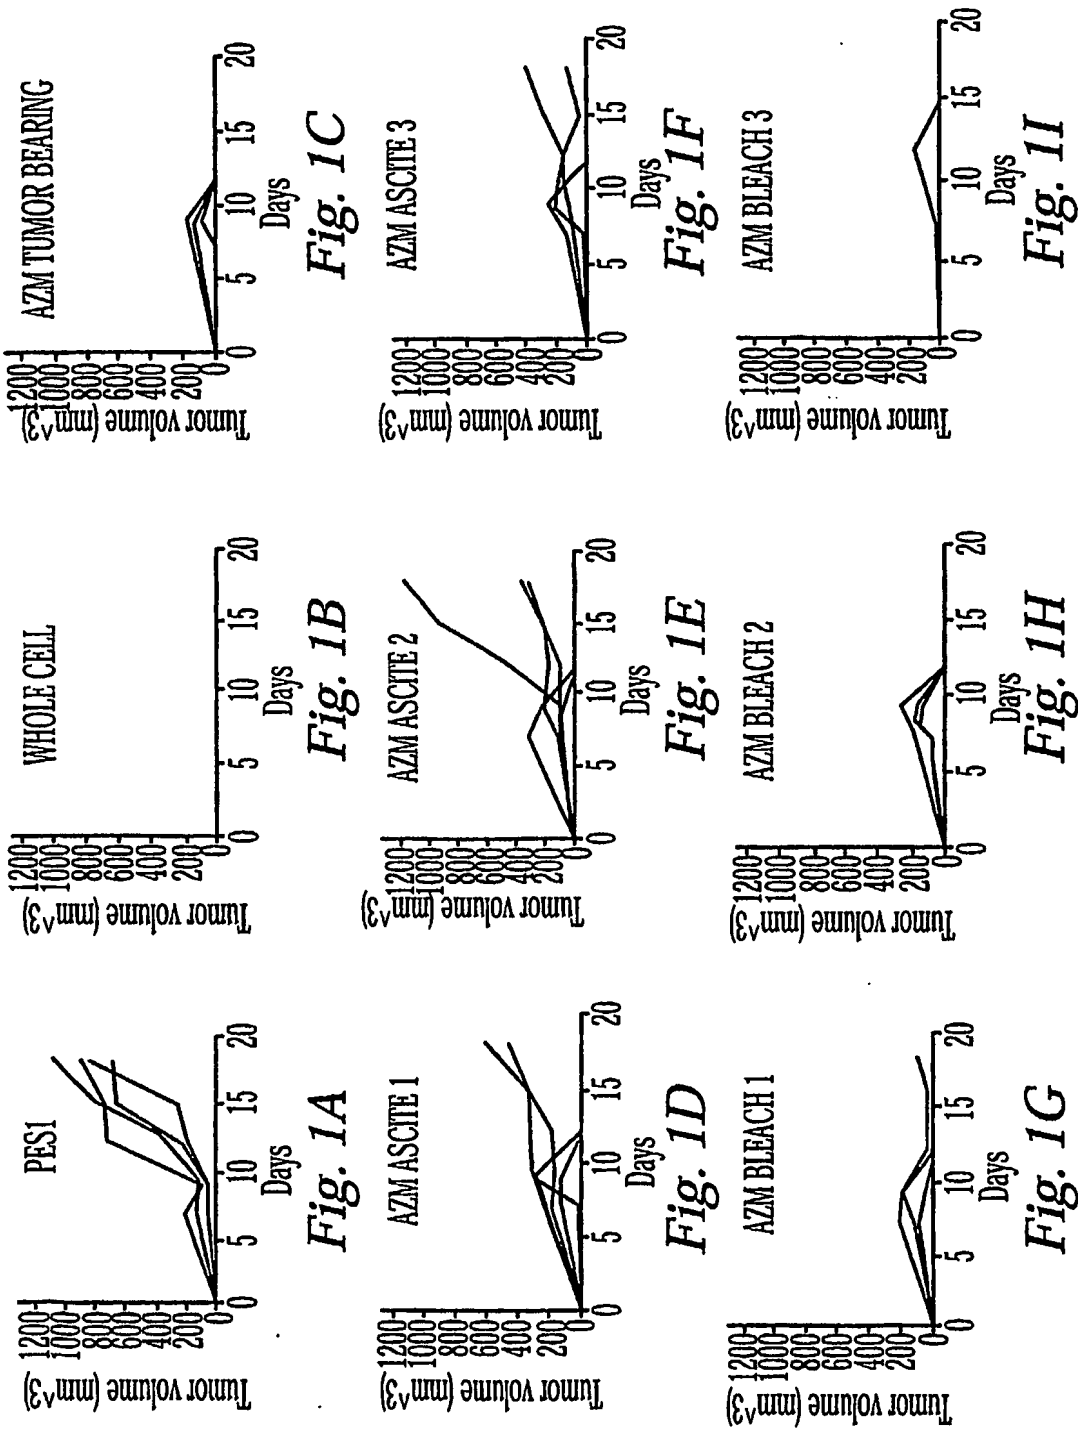 PES1
Tumor volume (mm^3)
1200
1000
800
600
400
200
0
0 5 10 15 20
Days
Fig. 1A
WHOLE CELL
Tumor volume (mm^3)
1200
1000
800
600
400
200
0
0 5 10 15 20
Days
Fig. 1B
AZM TUMOR BEARING
Tumor volume (mm^3)
1200
1000
800
600
400
200
0
0 5 10 15 20
Days
Fig. 1C
AZM ASCITE 1
Tumor volume (mm^3)
1200
1000
800
600
400
200
0
0 5 10 15 20
Days
Fig. 1D
AZM ASCITE 2
Tumor volume (mm^3)
1200
1000
800
600
400
200
0
0 5 10 15 20
Days
Fig. 1E
AZM ASCITE 3
Tumor volume (mm^3)
1200
1000
800
600
400
200
0
0 5 10 15 20
Days
Fig. 1F
AZM BLEACH 1
Tumor volume (mm^3)
1200
1000
800
600
400
200
0
0 5 10 15 20
Days
Fig. 1G
AZM BLEACH 2
Tumor volume (mm^3)
1200
1000
800
600
400
200
0
0 5 10 15 20
Days
Fig. 1H
AZM BLEACH 3
Tumor volume (mm^3)
1200
1000
800
600
400
200
0
0 5 10 15 20
Days
Fig. 1I